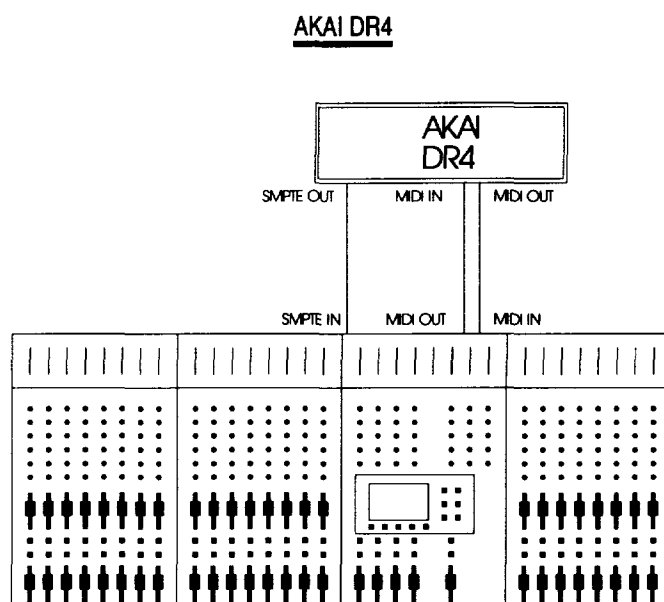 AKAI DR4
AKAI
DR4
SMPTE OUT MIDI IN MIDI OUT
SMPTE IN MIDI OUT MIDI IN